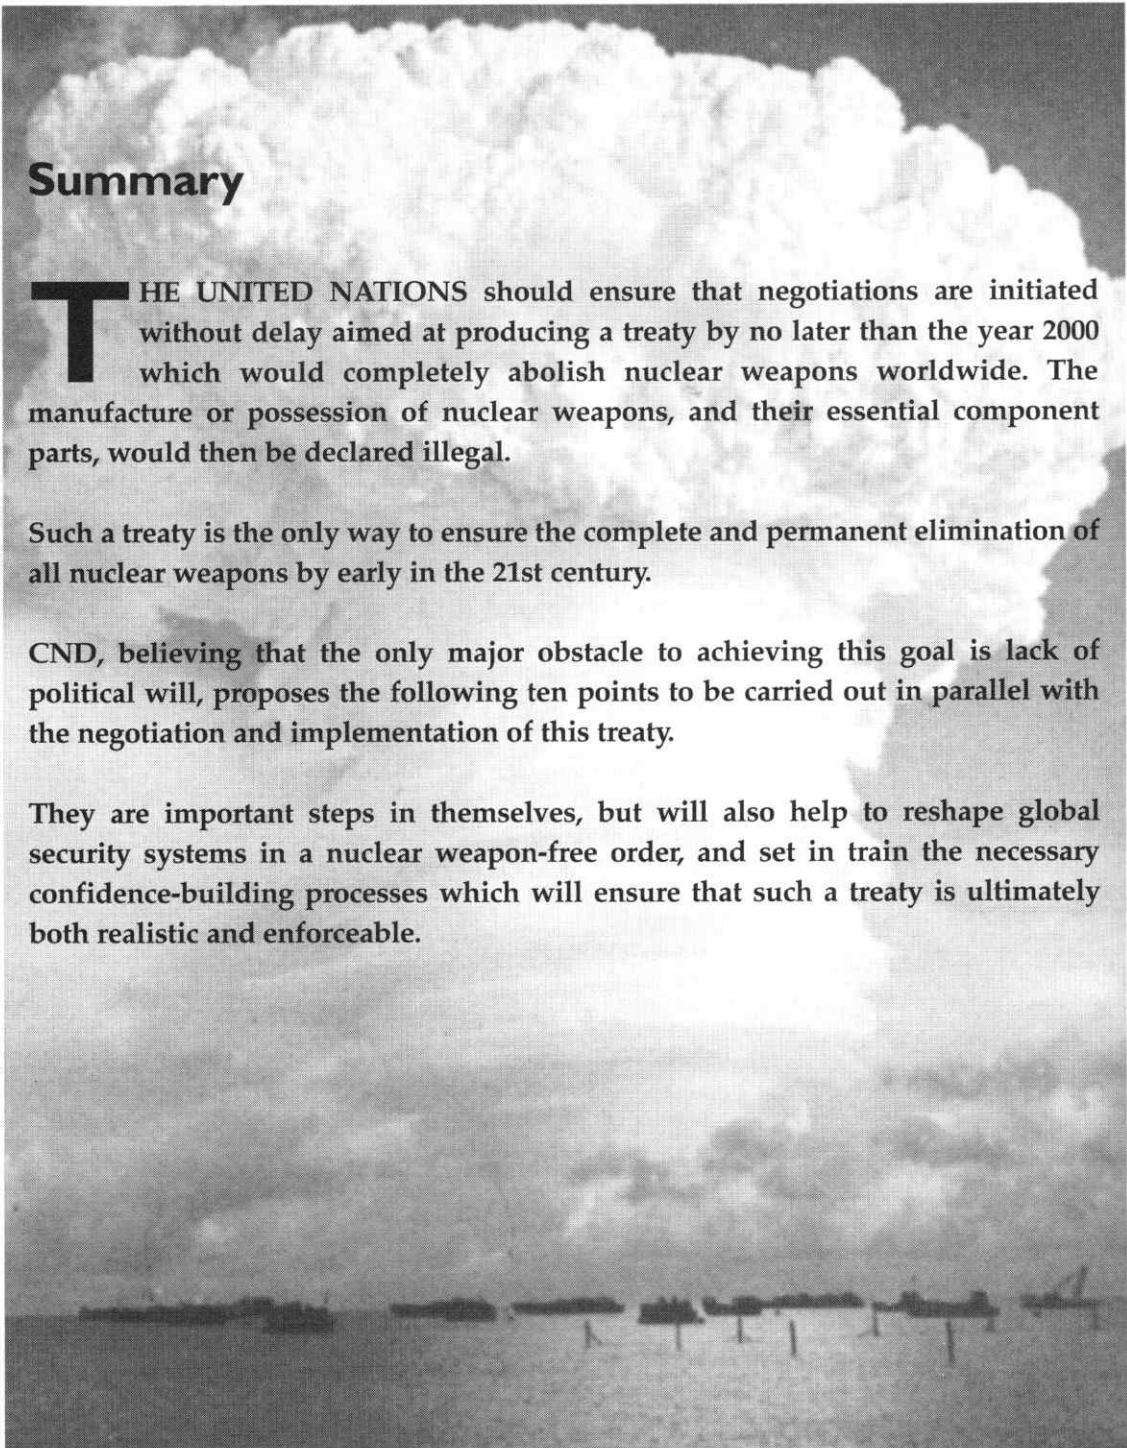 Summary
THE UNITED NATIONS should ensure that negotiations are initiated
without delay aimed at producing a treaty by no later than the year 2000
which would completely abolish nuclear weapons worldwide. The
manufacture or possession of nuclear weapons, and their essential component
parts, would then be declared illegal.
Such a treaty is the only way to ensure the complete and permanent elimination of
all nuclear weapons by early in the 21st century.
CND, believing that the only major obstacle to achieving this goal is lack of
political will, proposes the following ten points to be carried out in parallel with
the negotiation and implementation of this treaty.
They are important steps in themselves, but will also help to reshape global
security systems in a nuclear weapon-free order, and set in train the necessary
confidence-building processes which will ensure that such a treaty is ultimately
both realistic and enforceable.